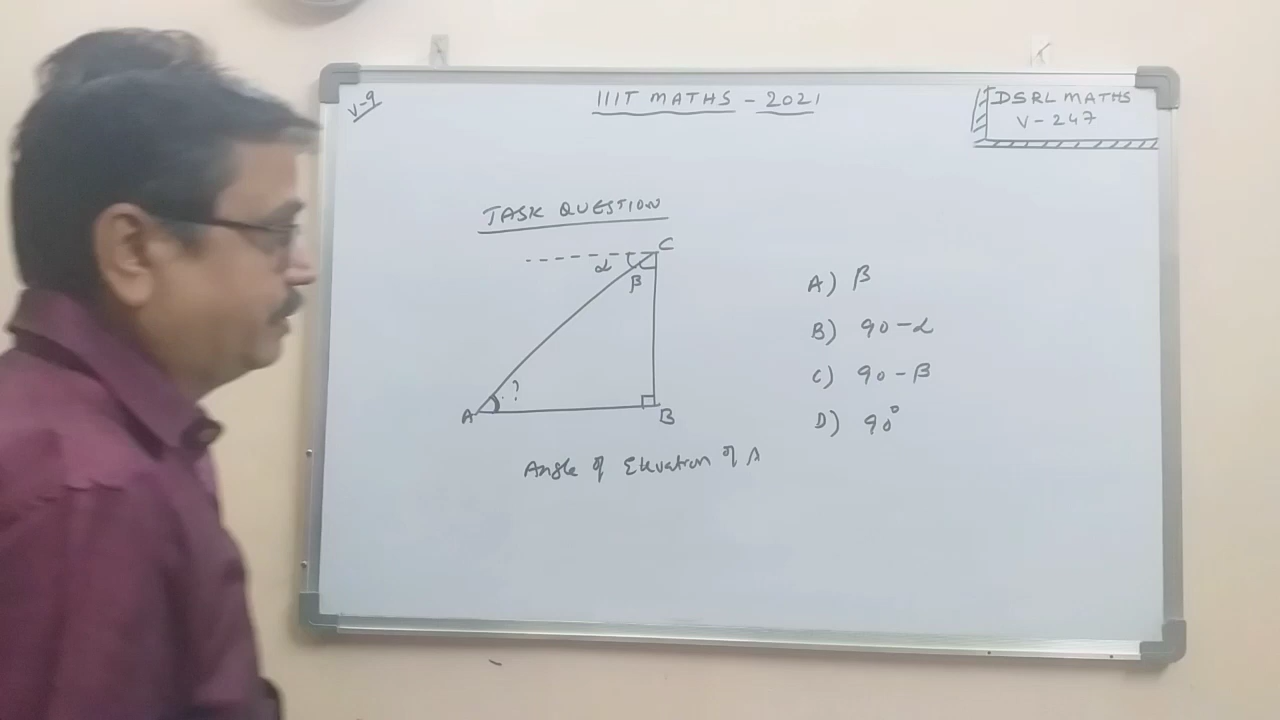 V-9
IIIT MATHS - 2021
DSRL MATHS
V - 247
TASK QUESTION
C
α
β
?
A
B
Angle of Elevation of A
A) β
B) 90-α
C) 90-β
D) 90°